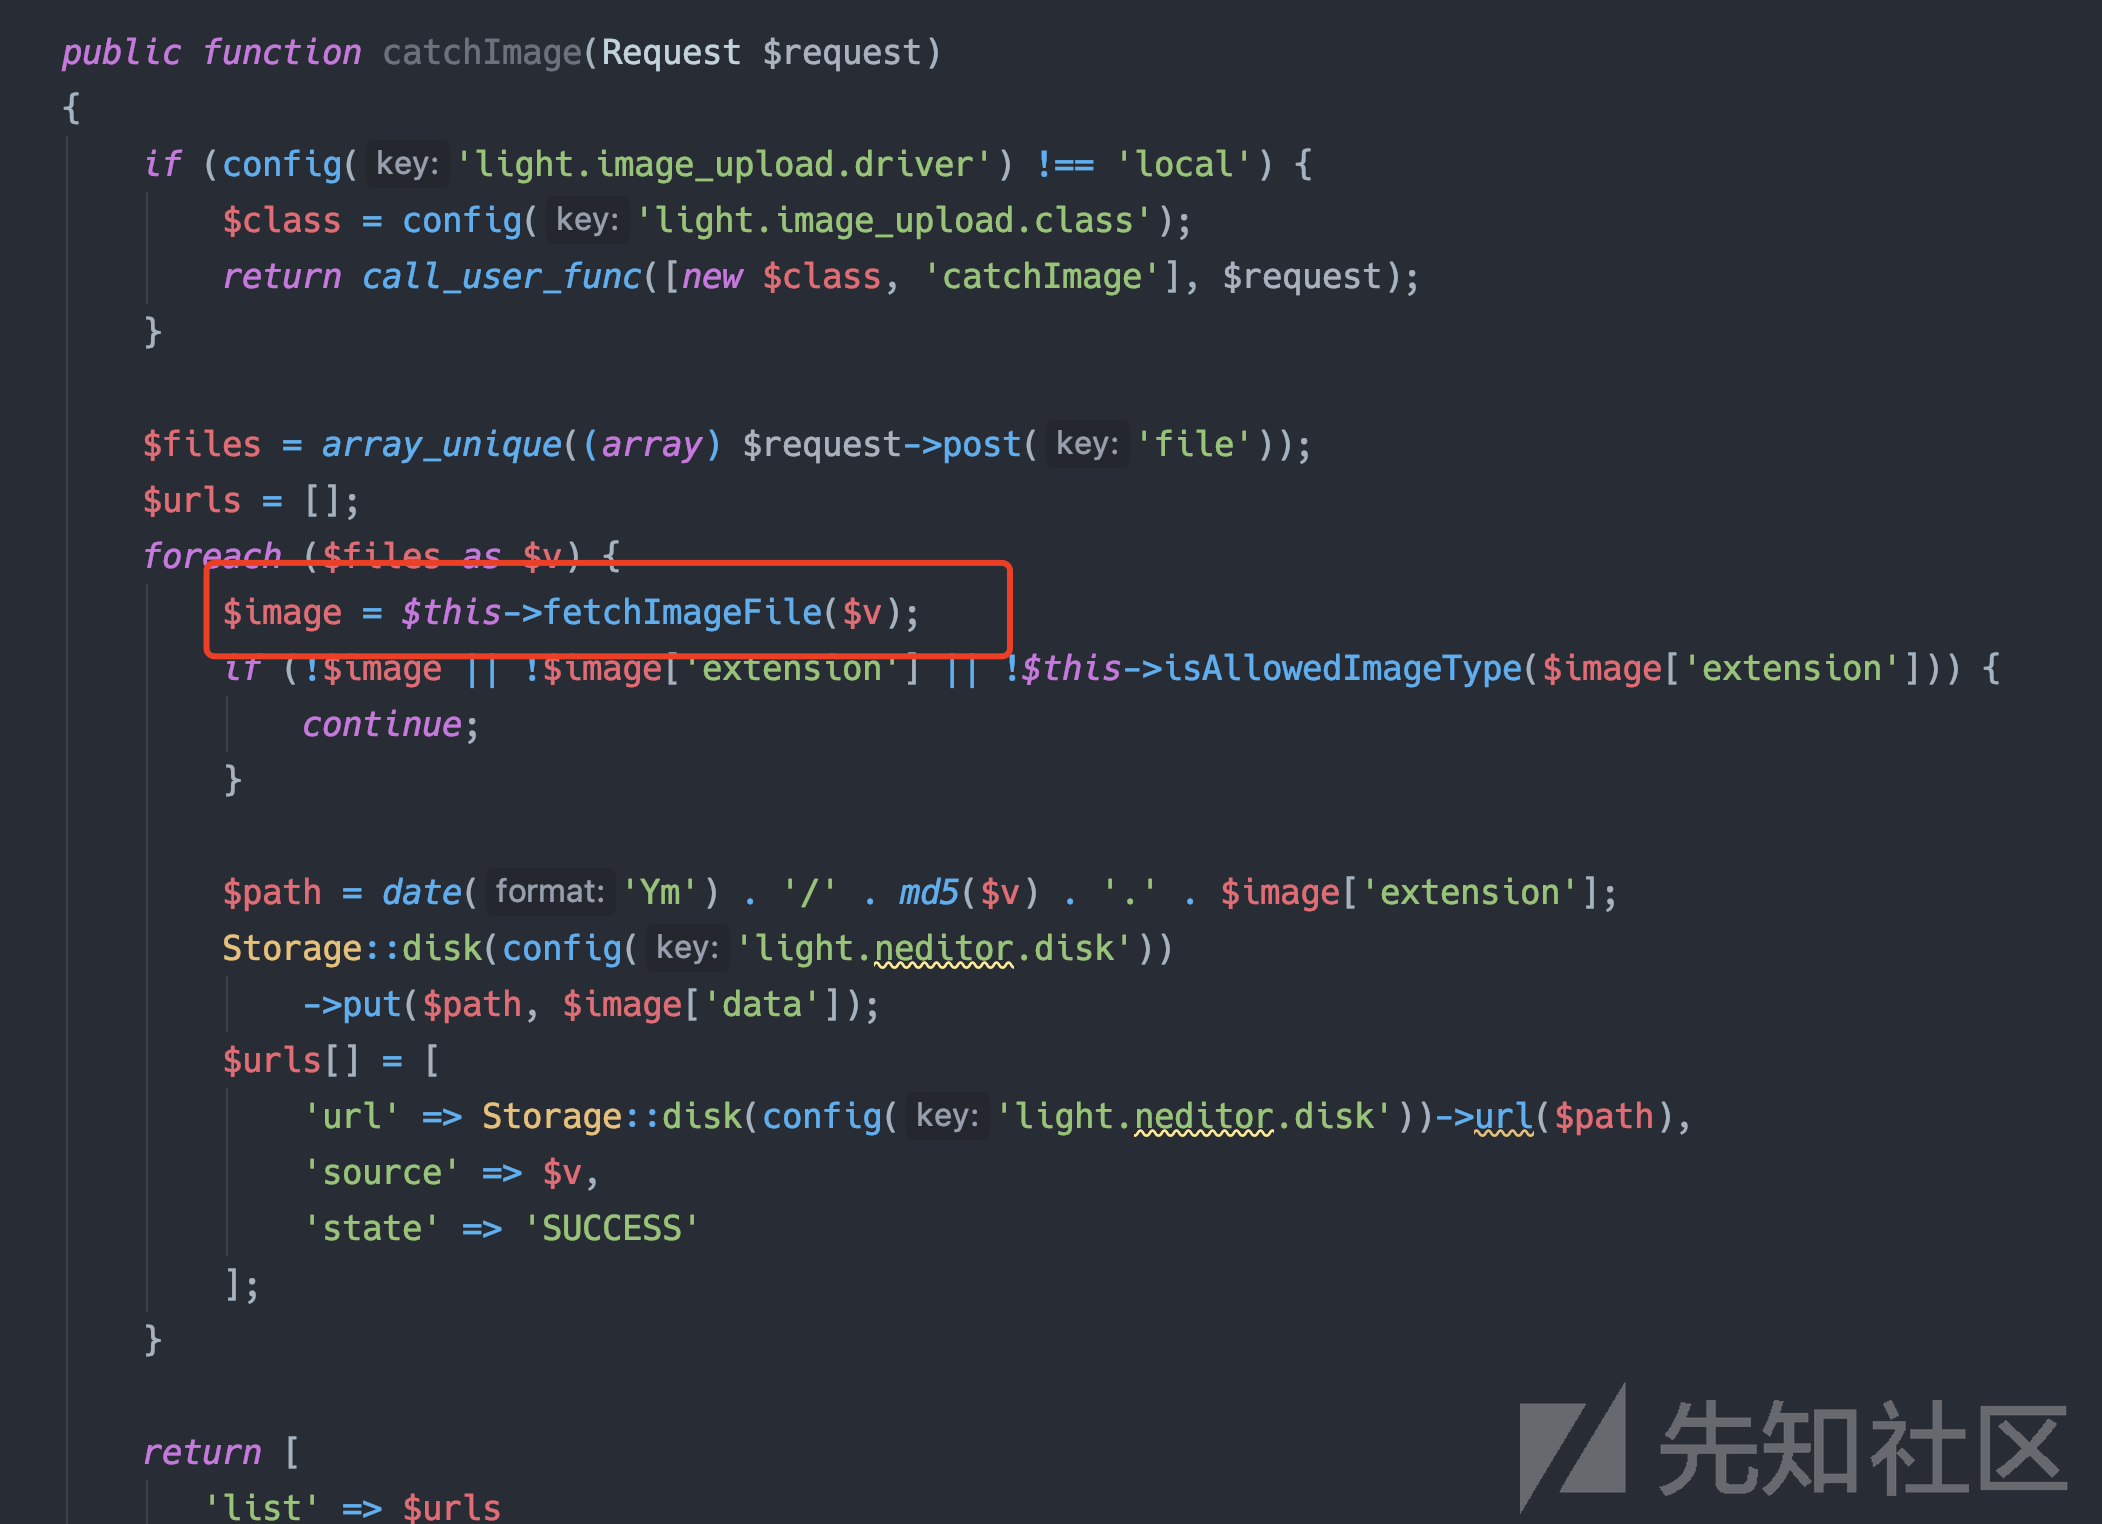 public function catchImage(Request $request)
{
if (config( key: 'light.image_upload.driver') !== 'local') {
$class = config( key: 'light.image_upload.class');
return call_user_func([new $class, 'catchImage'], $request);
}
$files = array_unique((array) $request->post( key: 'file'));
$urls = [];
foreach ($files as $v) {
$image = $this->fetchImageFile($v);
if (!$image || !$image['extension'] || !$this->isAllowedImageType($image['extension'])) {
continue;
}
$path = date( format: 'Ym') . '/' . md5($v) . '.' . $image['extension'];
Storage::disk(config( key: 'light.neditor.disk'))
->put($path, $image['data']);
$urls[] = [
'url' => Storage::disk(config( key: 'light.neditor.disk'))->url($path),
'source' => $v,
'state' => 'SUCCESS'
];
}
return [
'list' => $urls
先知社区